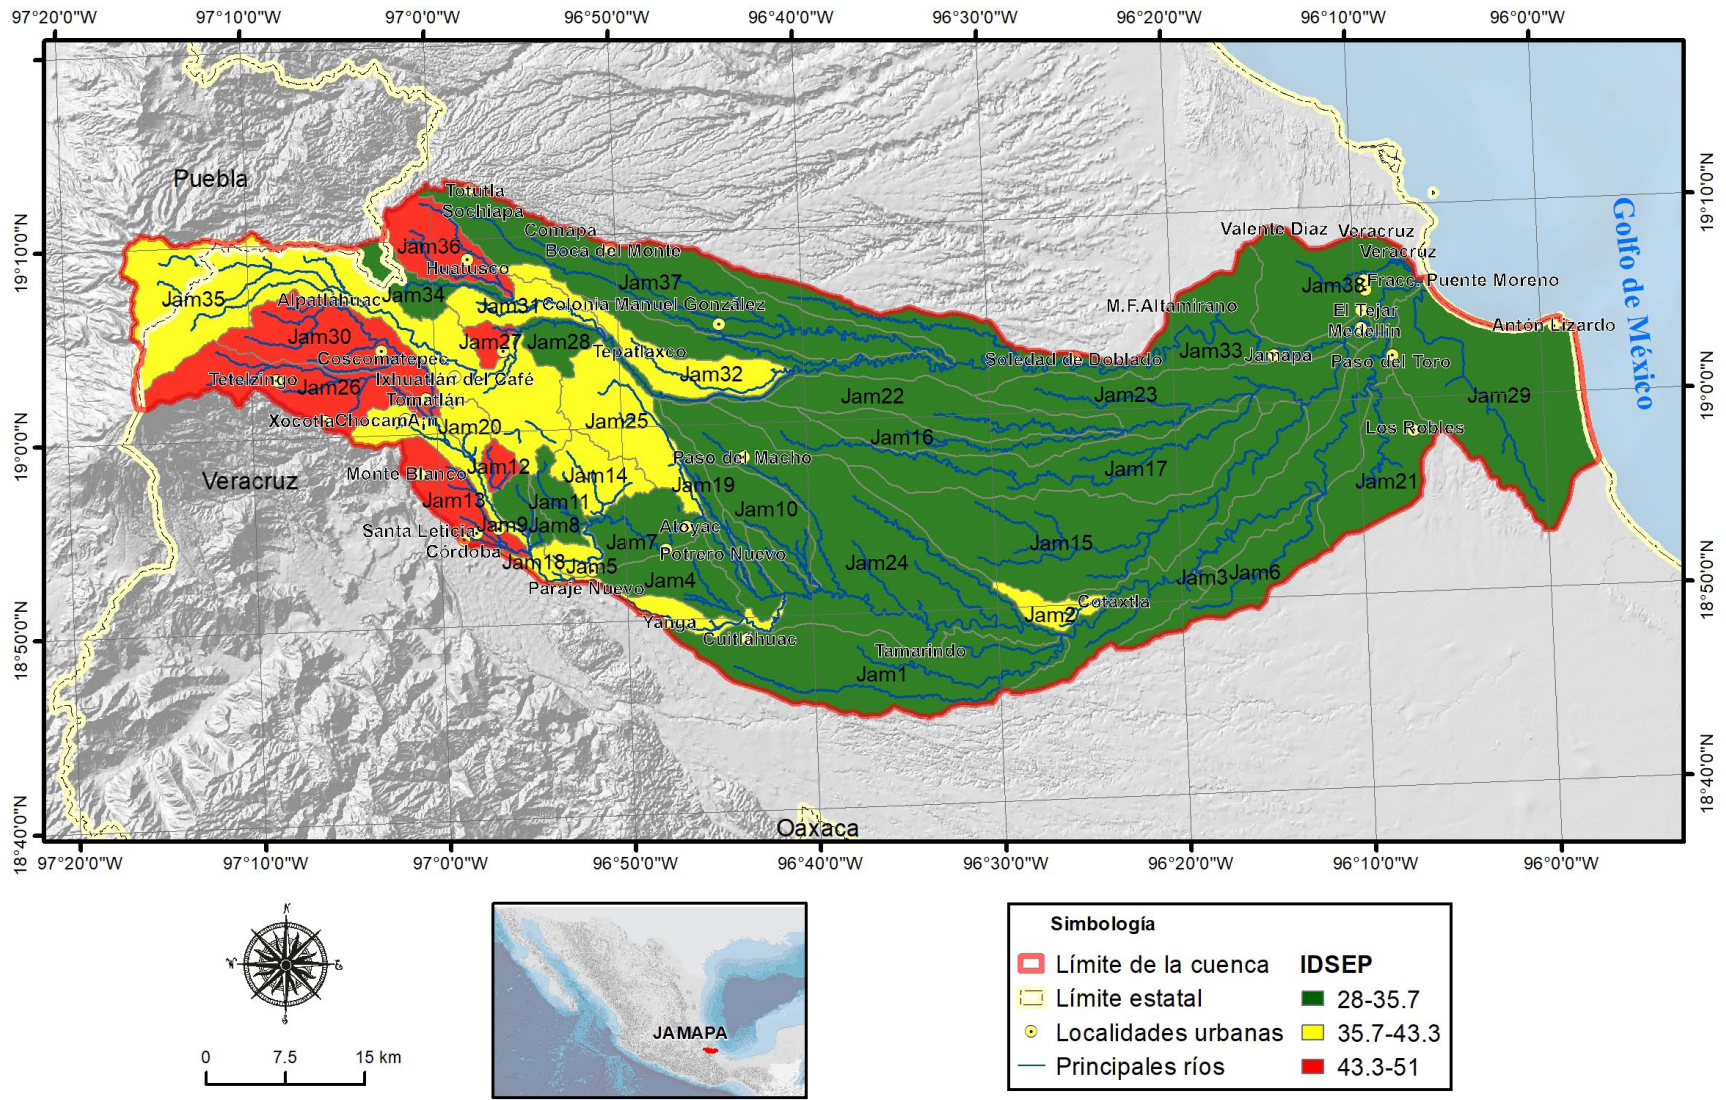 97°20'0"W 97°10'0"W 97°0'0"W 96°50'0"W 96°40'0"W 96°30'0"W 96°20'0"W 96°10'0"W 96°0'0"W
Puebla
Totutla
Sochiapa
Comapa
Boca del Monte
Valente Diaz
Veracruz
Veracruz
Jam36
Huatusco
Jam37
Jam38
Fracc. Puente Moreno
Golfo de México
19°10'0"N
19°10'0"N
Jam35
Alpatláhuac
Jam34
Jam31
Colonia Manuel González
M.F.Altamirano
El Tejar
Medellín
Antón Lizardo
Jam30
Jam27
Jam28
Tepatlaxco
Coscomatepec
Soledad de Doblado
Jam33
Jamapa
Paso del Toro
Tetelzingo
Jam26
Ixhuatlán del Café
Jam32
Tomatlán
Jam22
Jam23
Jam29
19°0'0"N
19°0'0"N
Xocotla
ChocamÃ¡n
Jam20
Jam25
Jam16
Los Robles
Veracruz
Monte Blanco
Jam12
Jam14
Paso del Macho
Jam17
Jam19
Jam21
Jam13
Jam11
Jam10
Santa Leticia
Jam9
Jam8
Atoyac
Córdoba
Jam7
Potrero Nuevo
Jam15
Jam18
Jam5
Jam24
Paraje Nuevo
Jam4
Jam3
Jam6
18°50'0"N
18°50'0"N
Yanga
Cuitláhuac
Jam2
Cotaxtla
Tamarindo
Jam1
18°40'0"N
18°40'0"N
Oaxaca
97°20'0"W 97°10'0"W 97°0'0"W 96°50'0"W 96°40'0"W 96°30'0"W 96°20'0"W 96°10'0"W 96°0'0"W
N
W
E
S
0 7.5 15 km
JAMAPA
Simbología
Límite de la cuenca
Límite estatal
Localidades urbanas
Principales ríos
IDSEP
28-35.7
35.7-43.3
43.3-51